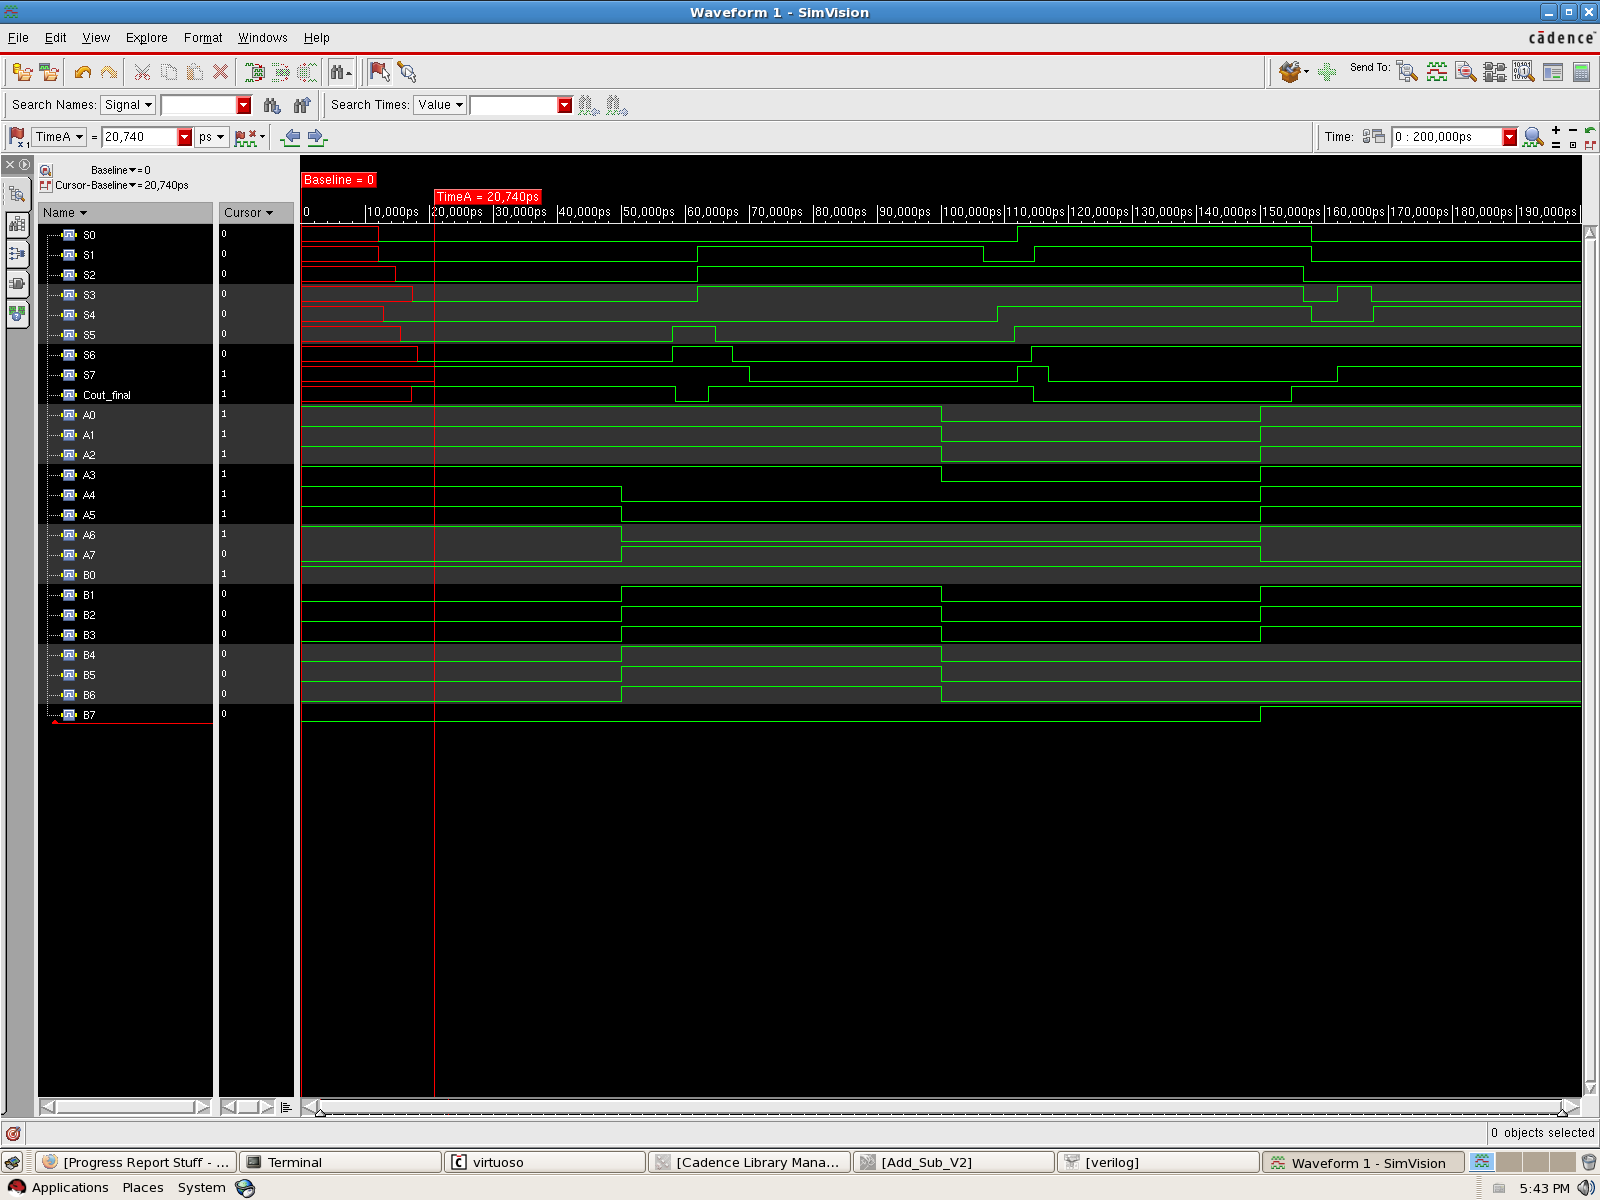 Waveform 1 - SimVision
File Edit View Explore Format Windows Help
cādence
Send To:
Search Names: Signal Search Times: Value
TimeA = 20,740 ps Time: 0 : 200,000ps
Baseline = 0
Cursor-Baseline = 20,740ps
Baseline = 0
TimeA = 20,740ps
Name Cursor
0 10,000ps 20,000ps 30,000ps 40,000ps 50,000ps 60,000ps 70,000ps 80,000ps 90,000ps 100,000ps 110,000ps 120,000ps 130,000ps 140,000ps 150,000ps 160,000ps 170,000ps 180,000ps 190,000ps
S0 0
S1 0
S2 0
S3 0
S4 0
S5 0
S6 0
S7 1
Cout_final 1
A0 1
A1 1
A2 1
A3 1
A4 1
A5 1
A6 1
A7 0
B0 1
B1 0
B2 0
B3 0
B4 0
B5 0
B6 0
B7 0
0 objects selected
[Progress Report Stuff - ... Terminal virtuoso [Cadence Library Mana... [Add_Sub_V2] [verilog] Waveform 1 - SimVision
Applications Places System 5:43 PM